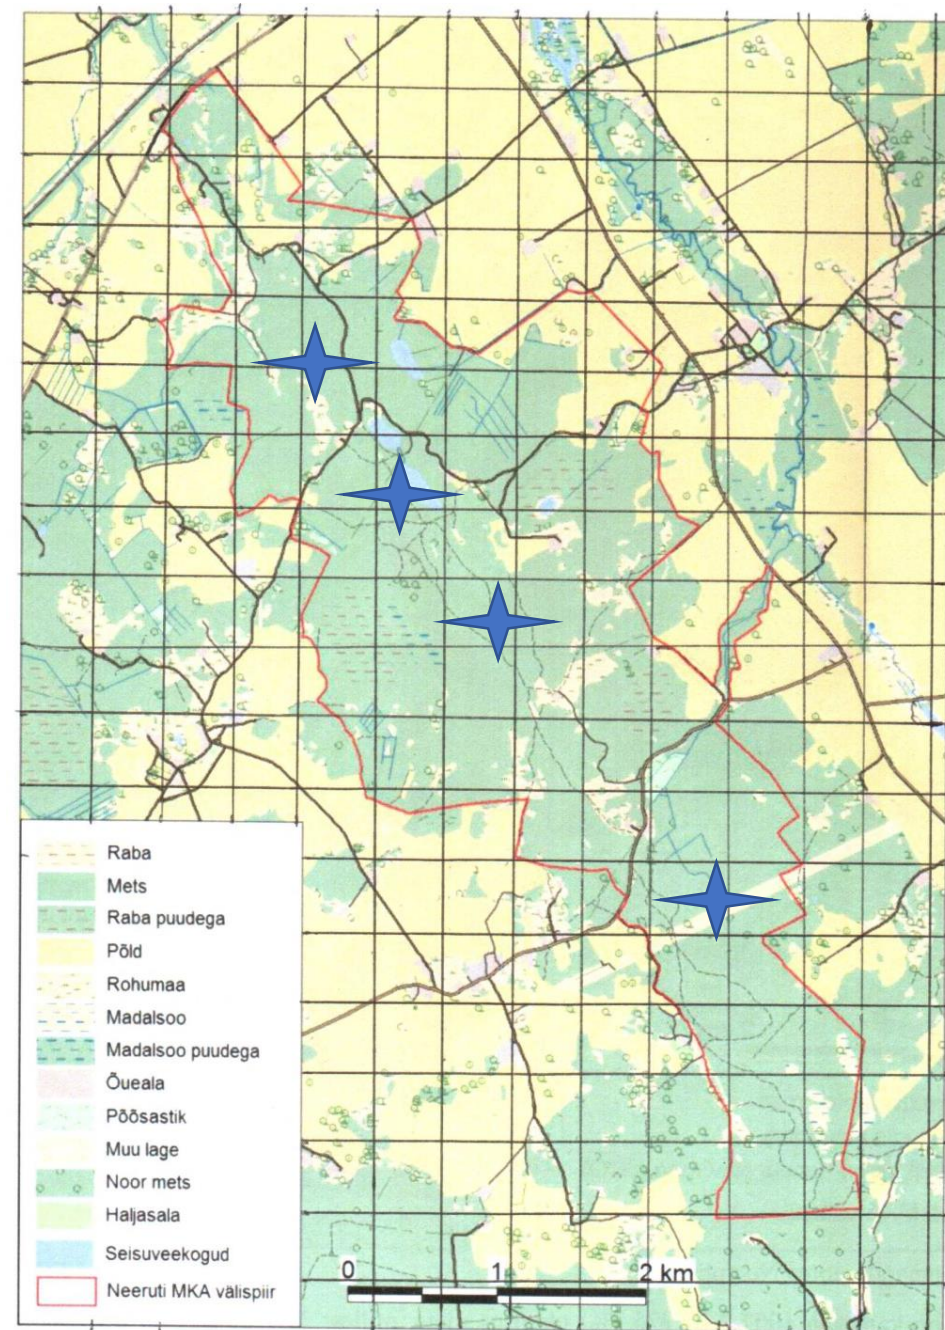 Raba
Mets
Raba puudega
Põld
Rohumaa
Madalsoo
Madalsoo puudega
Õueala
Põõsastik
Muu lage
Noor mets
Haljasala
Seisuveekogud
Neeruti MKA välispiir
0 1 2 km